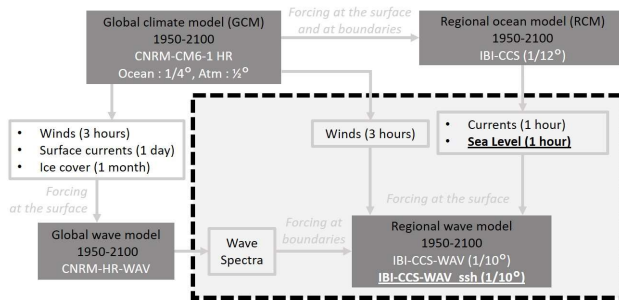 Global climate model (GCM)
1950-2100
CNRM-CM6-1 HR
Ocean : 1/4°, Atm : ½°
Forcing at the surface
and at boundaries
Regional ocean model (RCM)
1950-2100
IBI-CCS (1/12°)
• Winds (3 hours)
• Surface currents (1 day)
• Ice cover (1 month)
Winds (3 hours)
• Currents (1 hour)
• Sea Level (1 hour)
Forcing
at the surface
Forcing at the surface
Global wave model
1950-2100
CNRM-HR-WAV
Wave
Spectra
Forcing at
boundaries
Regional wave model
1950-2100
IBI-CCS-WAV (1/10°)
IBI-CCS-WAV_ssh (1/10°)